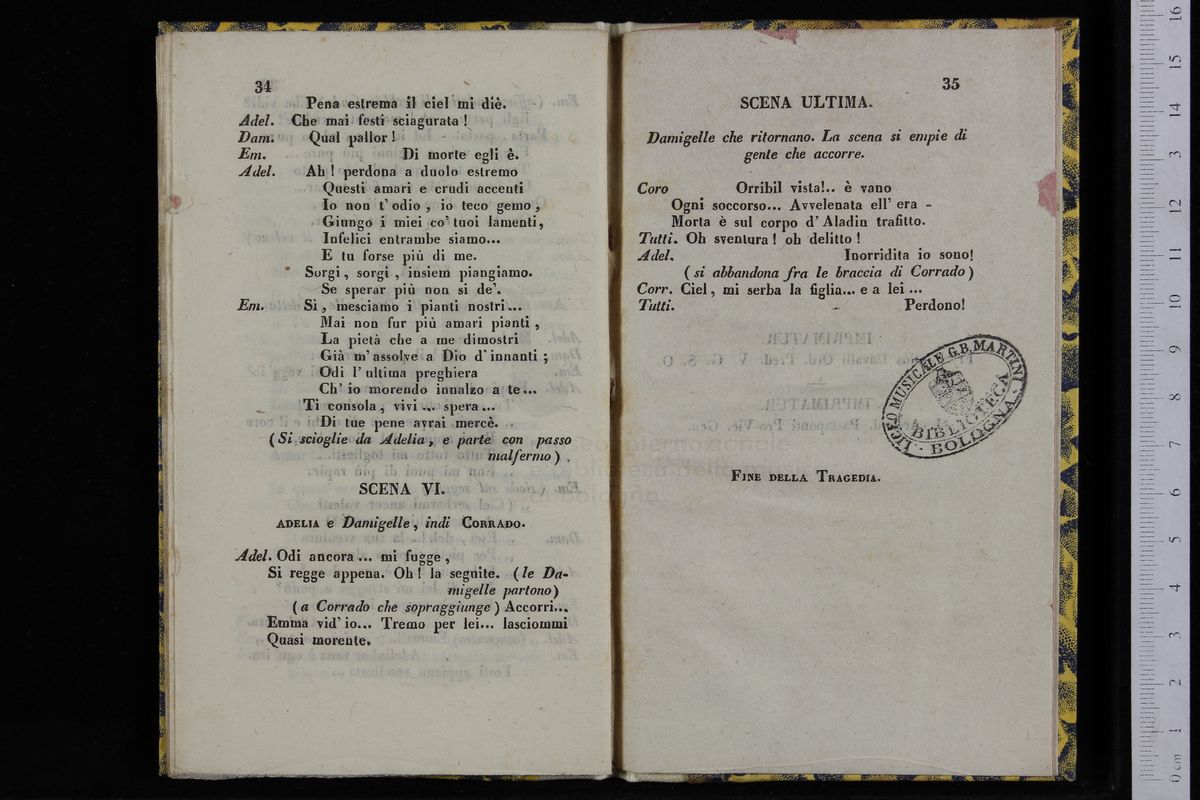 34
Pena estrema il ciel mi diè.
Adel. Che mai festi sciagurata !
Dam. Qual pallor !
Em. Di morte egli è.
Adel. Ah ! perdona a duolo estremo
Questi amari e crudi accenti
Io non t'odio , io teco gemo ,
Giungo i miei co' tuoi lamenti,
Infelici entrambe siamo...
E tu forse più di me.
Sorgi , sorgi , insiem piangiamo.
Se sperar più non si de'.
Em. Sì , mesciamo i pianti nostri...
Mai non fur più amari pianti ,
La pietà che a me dimostri
Già m'assolve a Dio d'innanti ;
Odi l'ultima preghiera
Ch'io morendo innalzo a te...
Ti consola , vivi ... spera ...
Di tue pene avrai mercè.
(Si scioglie da Adelia , e parte con passo
malfermo) .
SCENA VI.
ADELIA e Damigelle , indi CORRADO.
Adel. Odi ancora ... mi fugge ,
Si regge appena. Oh ! la seguite. (le Da-
migelle partono)
(a Corrado che sopraggiunge) Accorri...
Emma vid' io... Tremo per lei... lasciommi
Quasi morente.
35
SCENA ULTIMA.
Damigelle che ritornano. La scena si empie di
gente che accorre.
Coro Orribil vista!.. è vano
Ogni soccorso... Avvelenata ell' era -
Morta è sul corpo d'Aladin trafitto.
Tutti. Oh sventura ! oh delitto !
Adel. Inorridita io sono!
(si abbandona fra le braccia di Corrado)
Corr. Ciel, mi serba la figlia... e a lei ...
Tutti. Perdono!
LICEO MUSICALE G.B. MARTINI
BIBLIOTECA
BOLOGNA
FINE DELLA TRAGEDIA.